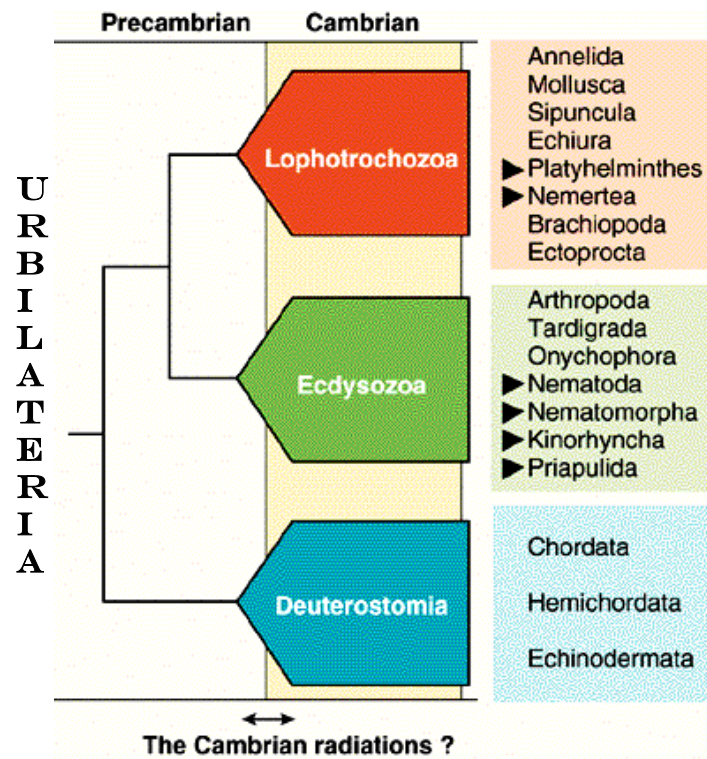 Precambrian
Cambrian
URBILATERIA
Lophotrochozoa
Annelida
Mollusca
Sipuncula
Echiura
Platyhelminthes
Nemertea
Brachiopoda
Ectoprocta
Ecdysozoa
Arthropoda
Tardigrada
Onychophora
Nematoda
Nematomorpha
Kinorhyncha
Priapulida
Deuterostomia
Chordata
Hemichordata
Echinodermata
The Cambrian radiations ?